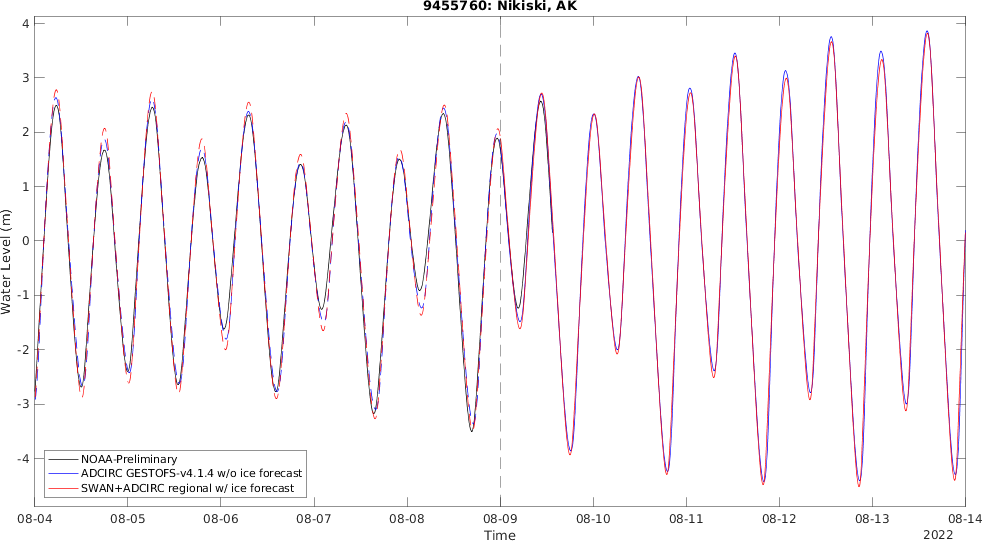 9455760: Nikiski, AK
Water Level (m)
4
3
2
1
0
-1
-2
-3
-4
NOAA-Preliminary
ADCIRC GESTOFS-v4.1.4 w/o ice forecast
SWAN+ADCIRC regional w/ ice forecast
08-04 08-05 08-06 08-07 08-08 08-09 08-10 08-11 08-12 08-13 08-14
Time
2022